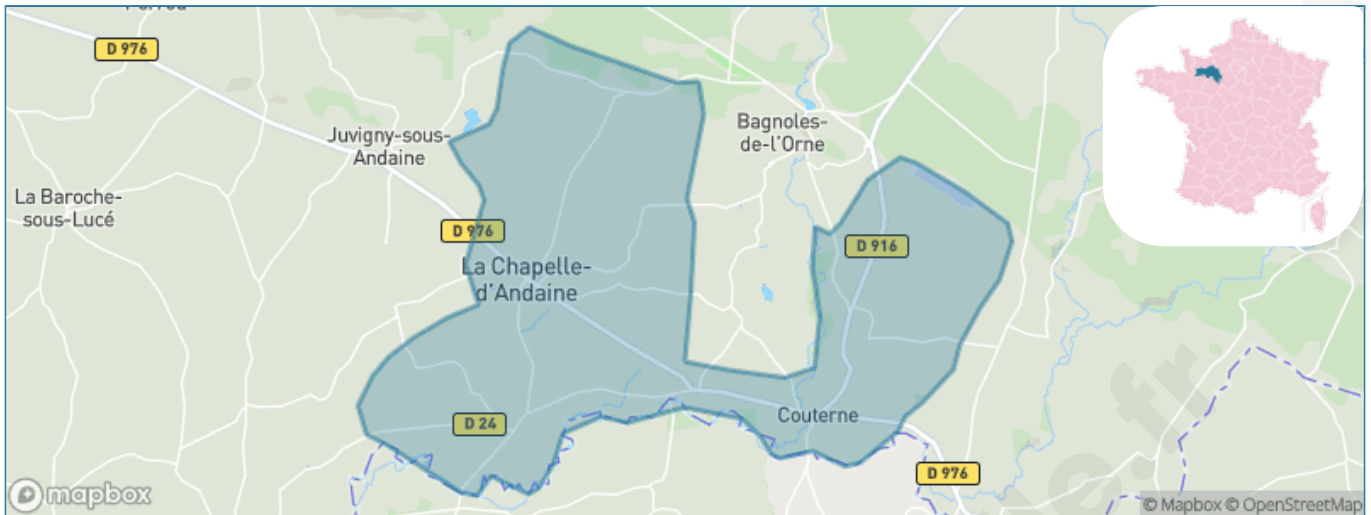 D 976
Juvigny-sous-
Andaine
La Baroche-
sous-Lucé
D 976
La Chapelle-
d'Andaine
Bagnoles-
de-l'Orne
D 916
D 24
Couterne
D 976
mapbox
© Mapbox © OpenStreetMap